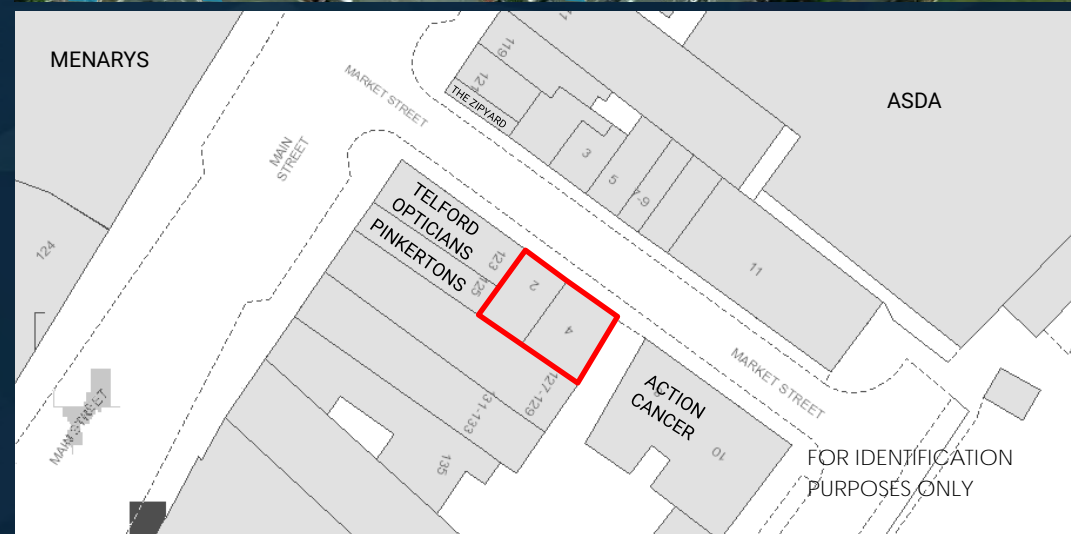 MENARYS
ASDA
11
119
121
THE ZIPYARD
MARKET STREET
MAIN
STREET
3
5
7-9
11
TELFORD
OPTICIANS
123
PINKERTONS
125
2
4
124
127-129
131-133
135
MARKET STREET
ACTION
CANCER
10
MAIN STREET
FOR IDENTIFICATION
PURPOSES ONLY